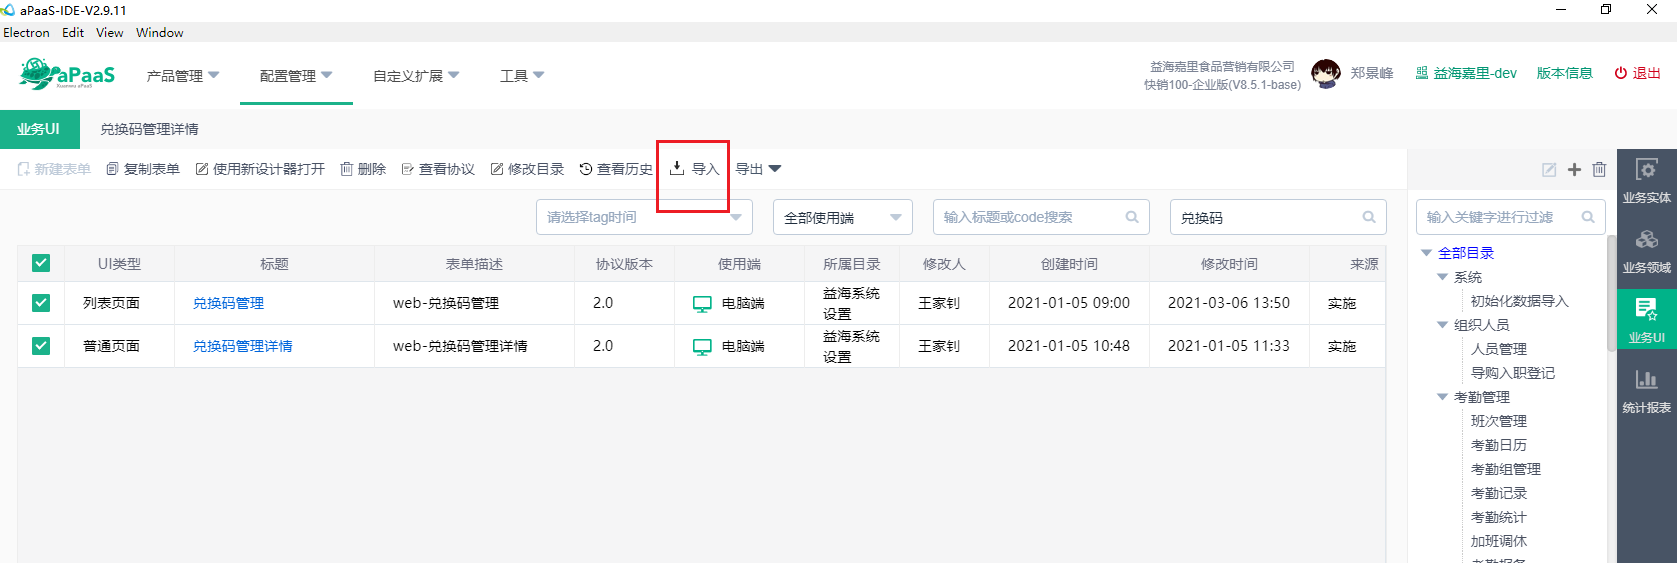 aPaaS-IDE-V2.9.11
Electron Edit View Window
aPaaS
Xuanwu aPaaS
产品管理 配置管理 自定义扩展 工具
益海嘉里食品营销有限公司
快销100-企业版(V8.5.1-base)
郑景峰 益海嘉里-dev 版本信息 退出
业务UI 兑换码管理详情
新建表单 复制表单 使用新设计器打开 删除 查看协议 修改目录 查看历史 导入 导出
请选择tag时间 全部使用端 输入标题或code搜索 兑换码
UI类型 标题 表单描述 协议版本 使用端 所属目录 修改人 创建时间 修改时间 来源
列表页面 兑换码管理 web-兑换码管理 2.0 电脑端 益海系统设置 王家钊 2021-01-05 09:00 2021-03-06 13:50 实施
普通页面 兑换码管理详情 web-兑换码管理详情 2.0 电脑端 益海系统设置 王家钊 2021-01-05 10:48 2021-01-05 11:33 实施
输入关键字进行过滤
全部目录
系统
初始化数据导入
组织人员
人员管理
导购入职登记
考勤管理
班次管理
考勤日历
考勤组管理
考勤记录
考勤统计
加班调休
业务实体
业务领域
业务UI
统计报表